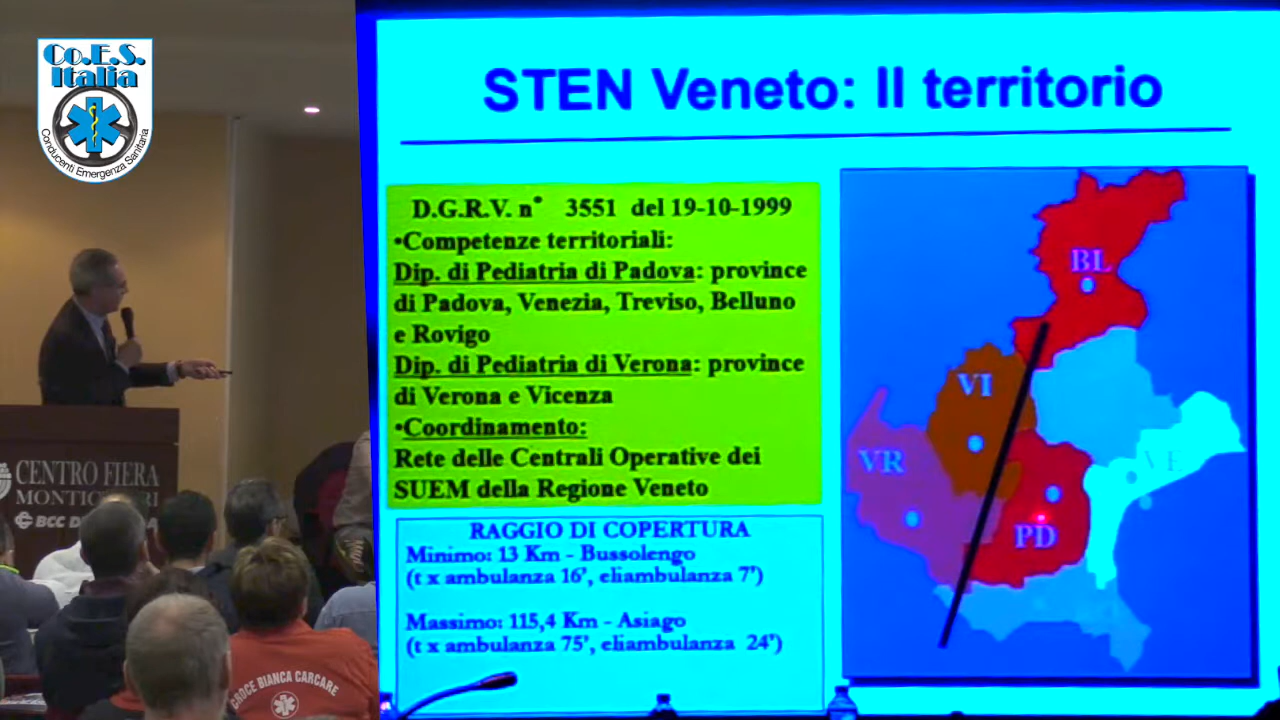 Co.E.S.
Italia
Conducenti Emergenza Sanitaria
STEN Veneto: Il territorio
D.G.R.V. n° 3551 del 19-10-1999
•Competenze territoriali:
Dip. di Pediatria di Padova: province
di Padova, Venezia, Treviso, Belluno
e Rovigo
Dip. di Pediatria di Verona: province
di Verona e Vicenza
•Coordinamento:
Rete delle Centrali Operative dei
SUEM della Regione Veneto
RAGGIO DI COPERTURA
Minimo: 13 Km - Bussolengo
(t x ambulanza 16', eliambulanza 7')
Massimo: 115,4 Km - Asiago
(t x ambulanza 75', eliambulanza 24')
BL
VI
VR
VE
PD
CENTRO FIERA
BCC
CROCE BIANCA CARCARE